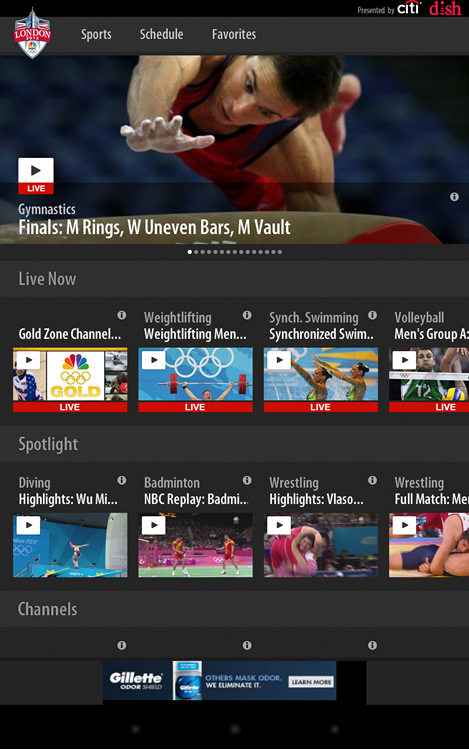 Presented by citi dish
LONDON
2012
Sports Schedule Favorites
LIVE
Gymnastics
Finals: M Rings, W Uneven Bars, M Vault
Live Now
Gold Zone Channel...
Weightlifting
Weightlifting Men...
Synch. Swimming
Synchronized Swim..
Volleyball
Men's Group A:
GOLD
LIVE
LIVE
LIVE
LIVE
Spotlight
Diving
Highlights: Wu Mi...
Badminton
NBC Replay: Badmi..
Wrestling
Highlights: Vlaso...
Wrestling
Full Match: Me
Channels
Gillette
ODOR SHIELD
OTHERS MASK ODOR.
WE ELIMINATE IT.
LEARN MORE